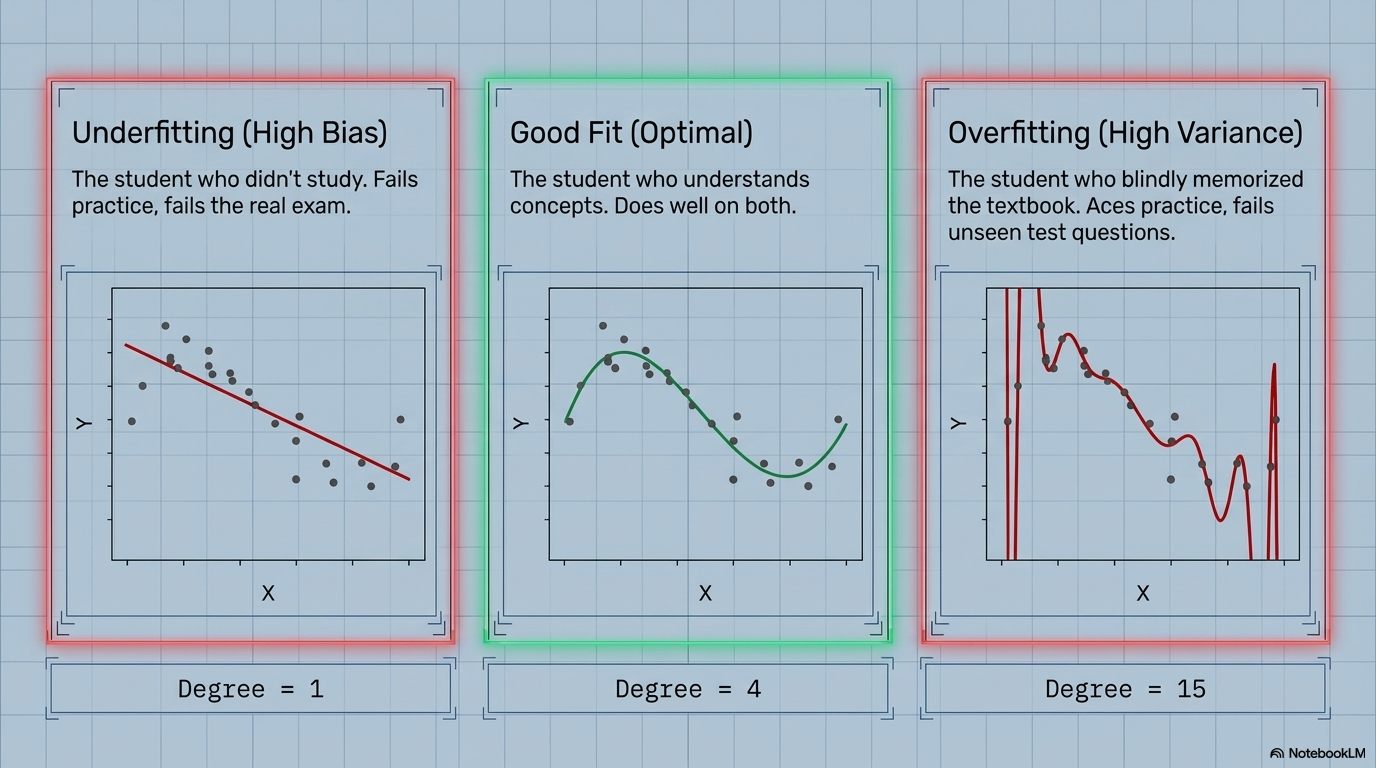 Underfitting (High Bias)
The student who didn't study. Fails
practice, fails the real exam.
Y
X
Degree = 1
Good Fit (Optimal)
The student who understands
concepts. Does well on both.
Y
X
Degree = 4
Overfitting (High Variance)
The student who blindly memorized
the textbook. Aces practice, fails
unseen test questions.
Y
X
Degree = 15
NotebookLM